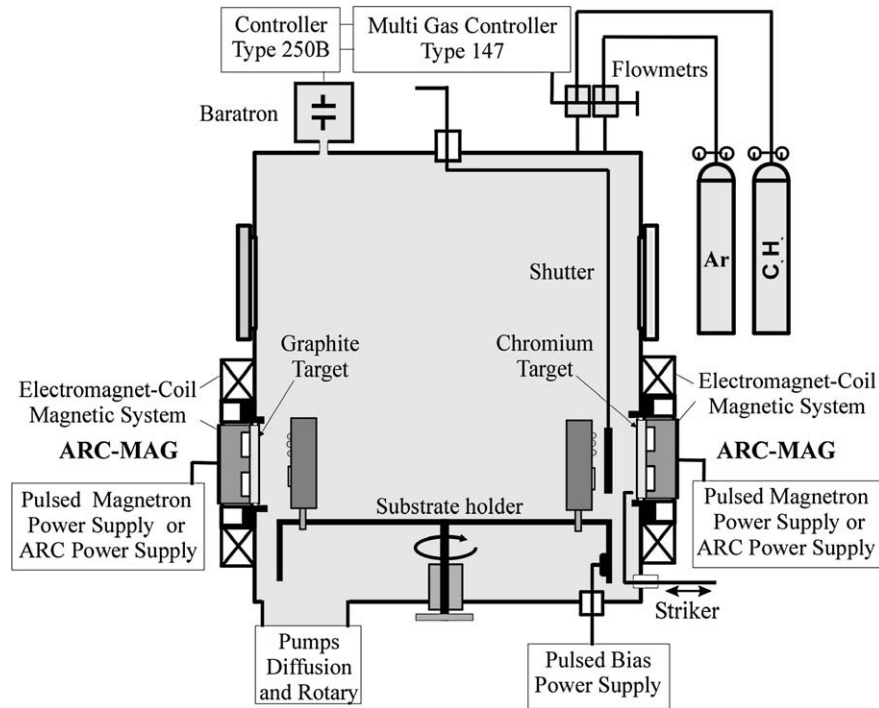 Controller
Type 250B
Multi Gas Controller
Type 147
Flowmetrs
Baratron
Ar
C.H.
Shutter
Graphite
Target
Chromium
Target
Electromagnet-Coil
Magnetic System
Electromagnet-Coil
Magnetic System
ARC-MAG
ARC-MAG
Pulsed Magnetron
Power Supply or
ARC Power Supply
Substrate holder
Pulsed Magnetron
Power Supply or
ARC Power Supply
Striker
Pumps
Diffusion
and Rotary
Pulsed Bias
Power Supply